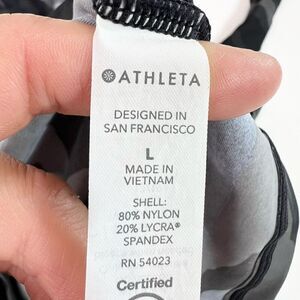 ATHLETA
DESIGNED IN
SAN FRANCISCO
L
MADE IN
VIETNAM
SHELL:
80% NYLON
20% LYCRA®
SPANDEX
RN 54023
Certified